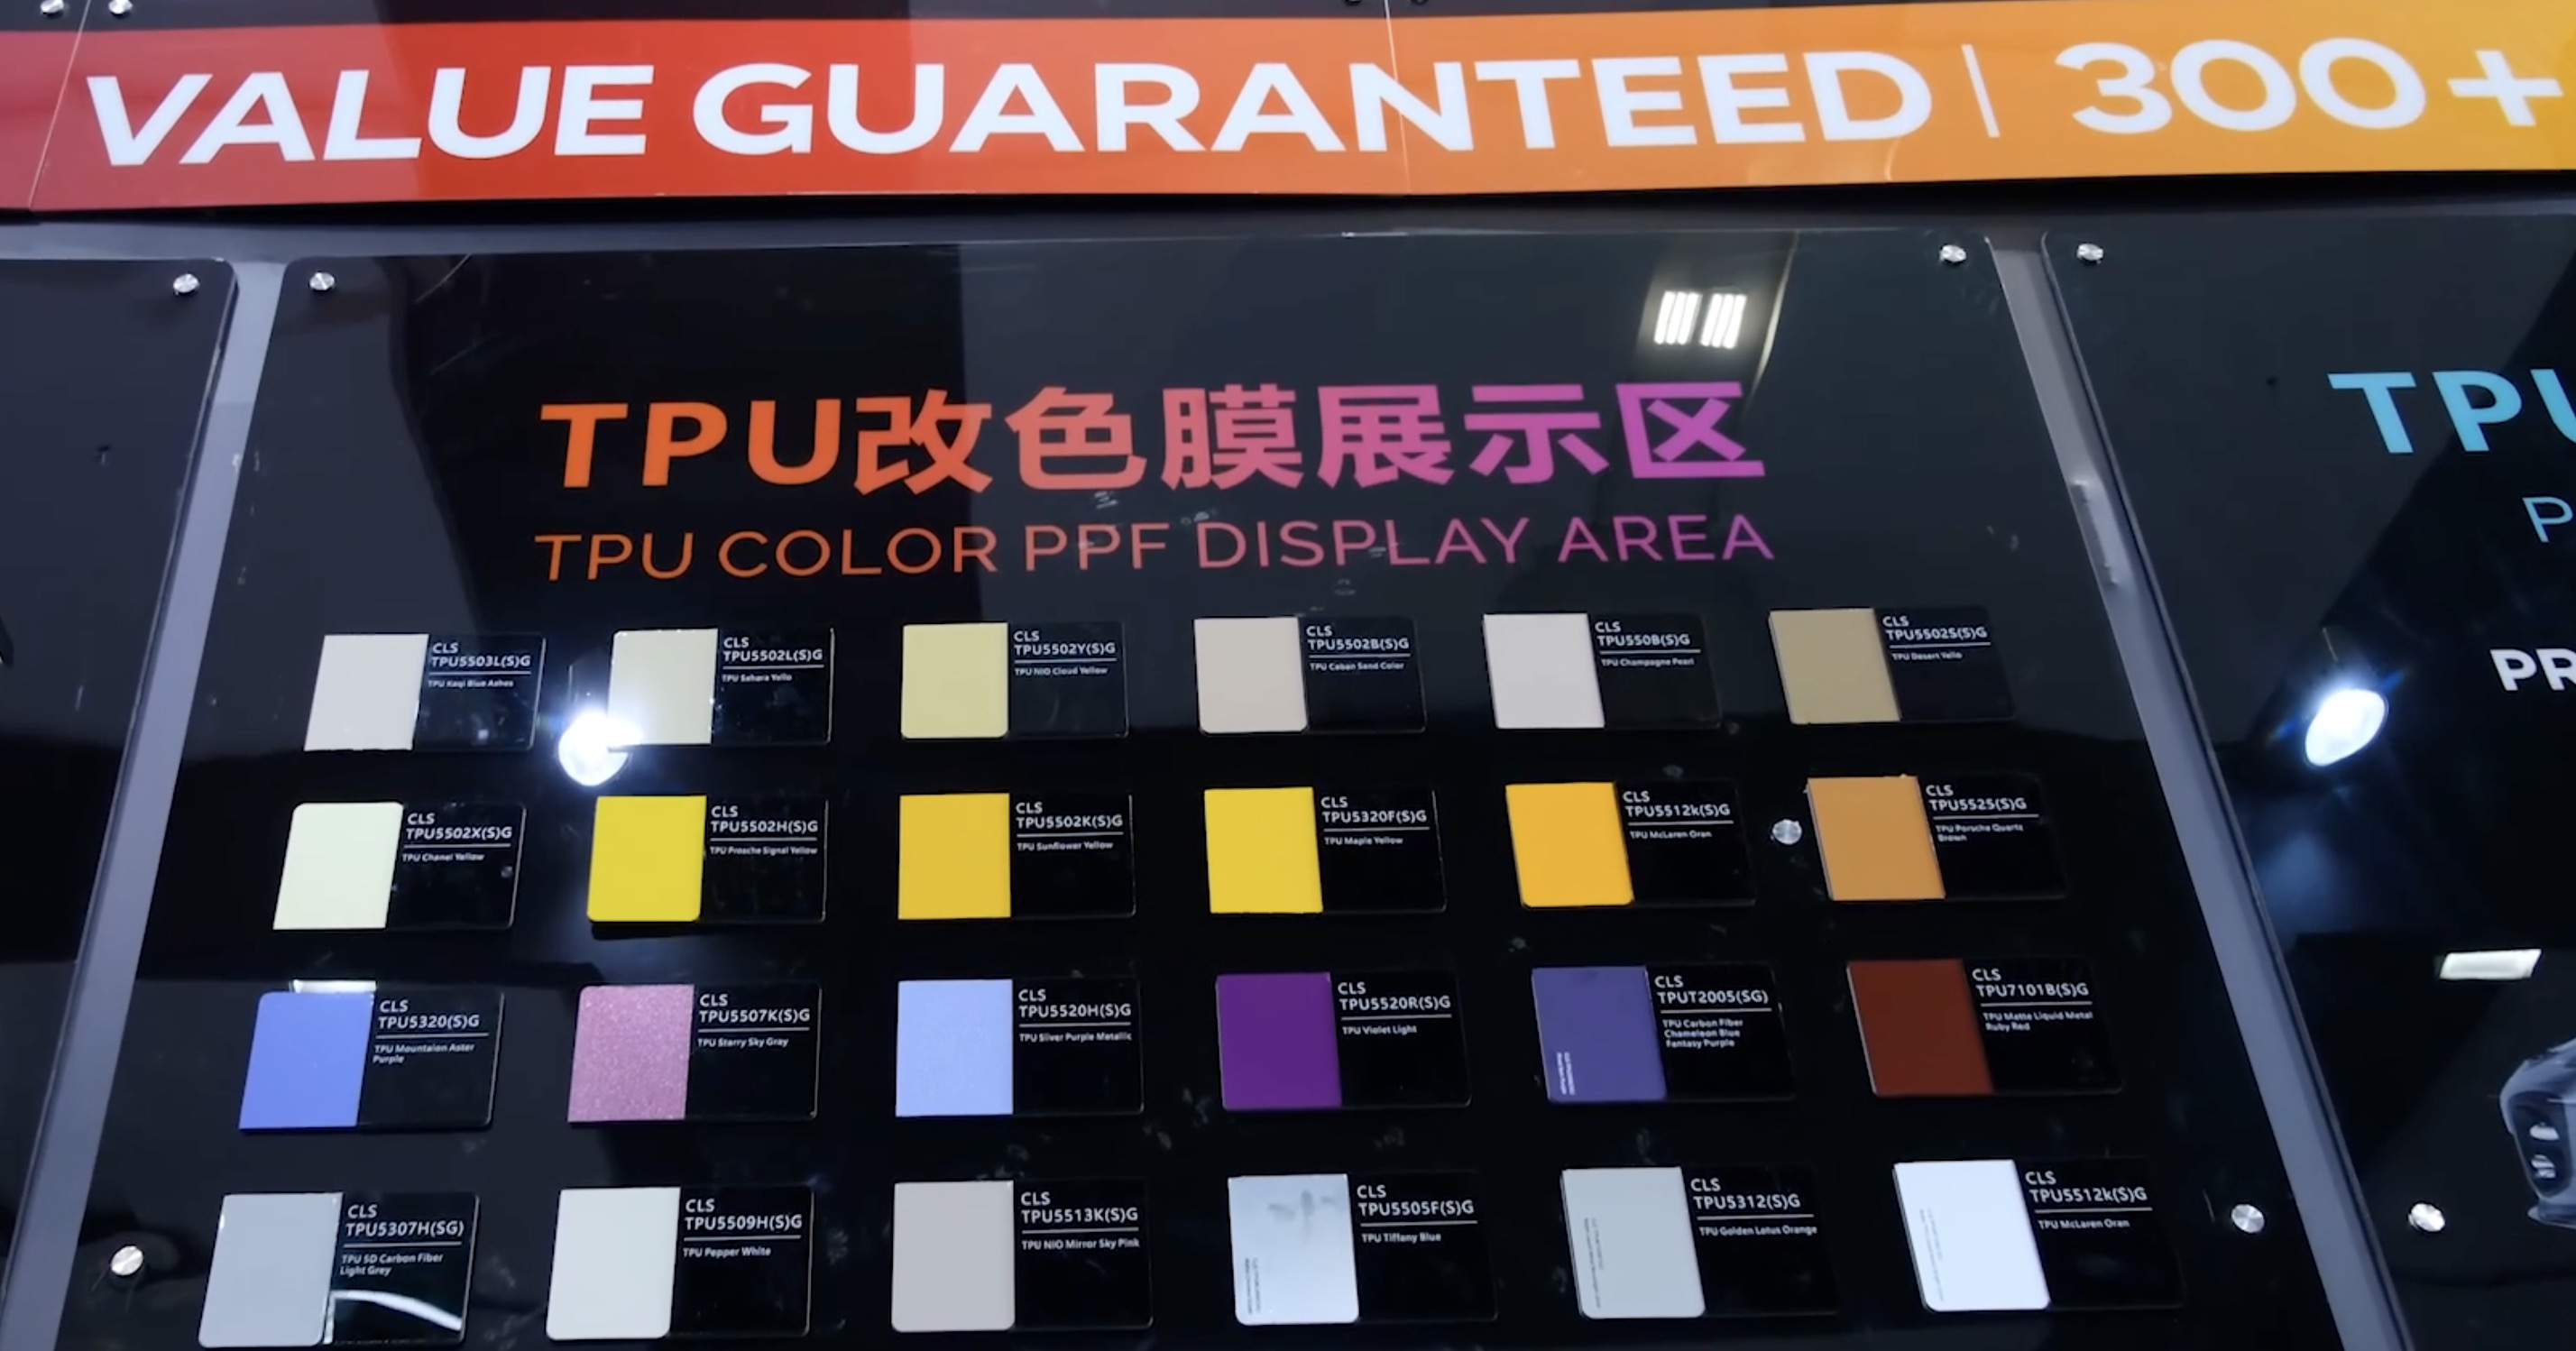 VALUE GUARANTEED | 300+
TPU改色膜展示区
TPU COLOR PPF DISPLAY AREA
TPU
P
PR
CLS
TPU5503L(S)G
TPU Kaqi Blue Ashes
CLS
TPU5502L(S)G
TPU Sahara Yello
CLS
TPU5502Y(S)G
TPU NIO Cloud Yellow
CLS
TPU5502B(S)G
TPU Caban Sand Color
CLS
TPU550B(S)G
TPU Champagne Pearl
CLS
TPU5502S(S)G
TPU Desert Yello
CLS
TPU5502X(S)G
TPU Chanel Yellow
CLS
TPU5502H(S)G
TPU Prosche Signal Yellow
CLS
TPU5502K(S)G
TPU Sunflower Yellow
CLS
TPU5320F(S)G
TPU Maple Yellow
CLS
TPU5512k(S)G
TPU McLaren Oran
CLS
TPU5525(S)G
TPU Porsche Quartz
Brown
CLS
TPU5320(S)G
TPU Mountaion Aster
Purple
CLS
TPU5507K(S)G
TPU Starry Sky Gray
CLS
TPU5520H(S)G
TPU Silver Purple Metallic
CLS
TPU5520R(S)G
TPU Violet Light
CLS
TPUT2005(SG)
TPU Carbon Fiber
Chameleon Blue
Fantasy Purple
CLS
TPU7101B(S)G
TPU Matte Liquid Metal
Ruby Red
CLS
TPU5307H(SG)
TPU 5D Carbon Fiber
Light Grey
CLS
TPU5509H(S)G
TPU Pepper White
CLS
TPU5513K(S)G
TPU NIO Mirror Sky Pink
CLS
TPU5505F(S)G
TPU Tiffany Blue
CLS
TPU5312(S)G
TPU Golden Lotus Orange
CLS
TPU5512k(S)G
TPU McLaren Oran